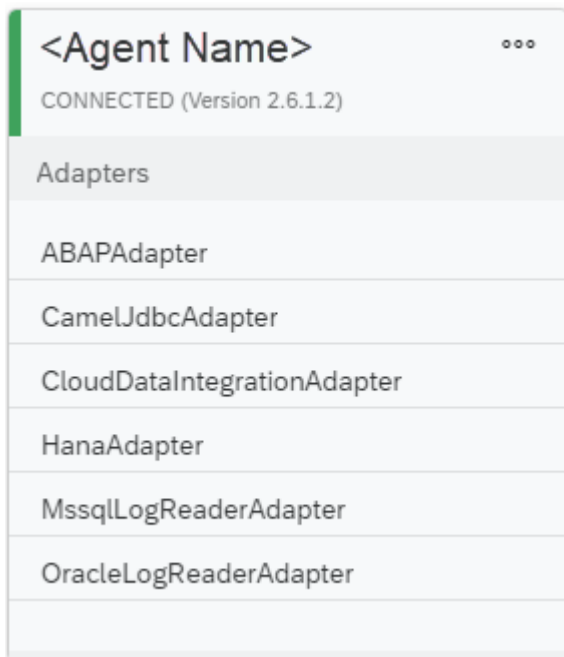 <Agent Name>
CONNECTED (Version 2.6.1.2)
Adapters
ABAPAdapter
CamelJdbcAdapter
CloudDataIntegrationAdapter
HanaAdapter
MssqlLogReaderAdapter
OracleLogReaderAdapter